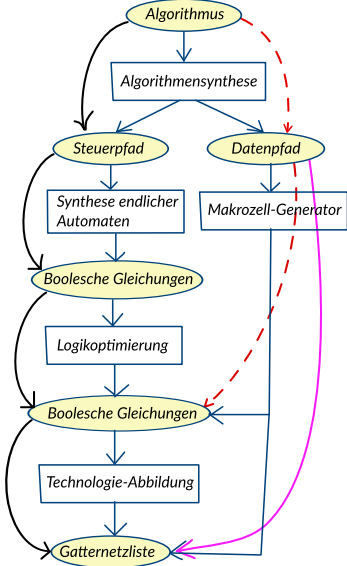 Algorithmus
Algorithmensynthese
Steuerpfad
Datenpfad
Synthese endlicher
Automaten
Makrozell-Generator
Boolesche Gleichungen
Logikoptimierung
Boolesche Gleichungen
Technologie-Abbildung
Gatternetzliste